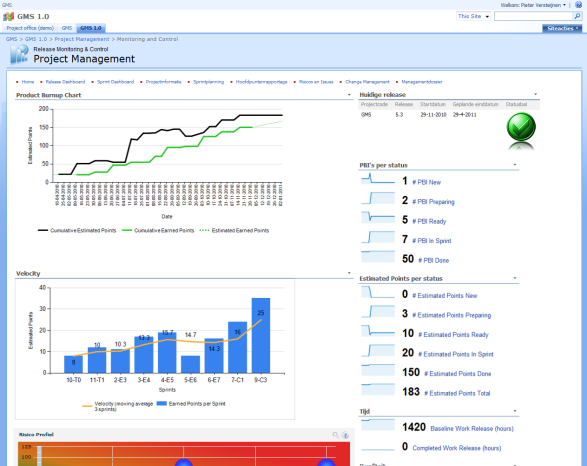 GMS
Welkom: Pieter Versteijnen
GMS 1.0
This Site
Project office (demo) GMS GMS 1.0
Siteacties
GMS > GMS 1.0 > Project Management > Monitoring and Control
Release Monitoring & Control
Project Management
Home Release Dashboard Sprint Dashboard Projectinformatie Sprintplanning Hoofdpuntenrapportage Risico's en Issues Change Management Managementdossier
Product Burnup Chart
200
150
100
50
0
Estimated Points
Date
Cumulative Estimated Points Cumulative Earned Points Estimated Earned Points
Velocity
40
30
20
10
0
Estimated Points
8
10
10.3
13.3
15.7
14.7
14.3
16
25
10-T0 11-T1 2-E3 3-E4 4-E5 5-E6 6-E7 7-C1 9-C3
Sprints
Velocity (moving average 3 sprints) Earned Points per Sprint
Risico Profiel
129
100
Huidige release
Projectcode Release Startdatum Geplande einddatum Statusbal
GMS 5.3 29-11-2010 29-4-2011
PBI's per status
1 # PBI New
2 # PBI Preparing
5 # PBI Ready
7 # PBI In Sprint
50 # PBI Done
Estimated Points per status
0 # Estimated Points New
3 # Estimated Points Preparing
10 # Estimated Points Ready
20 # Estimated Points In Sprint
150 # Estimated Points Done
183 # Estimated Points Total
Tijd
1420 Baseline Work Release (hours)
0 Completed Work Release (hours)